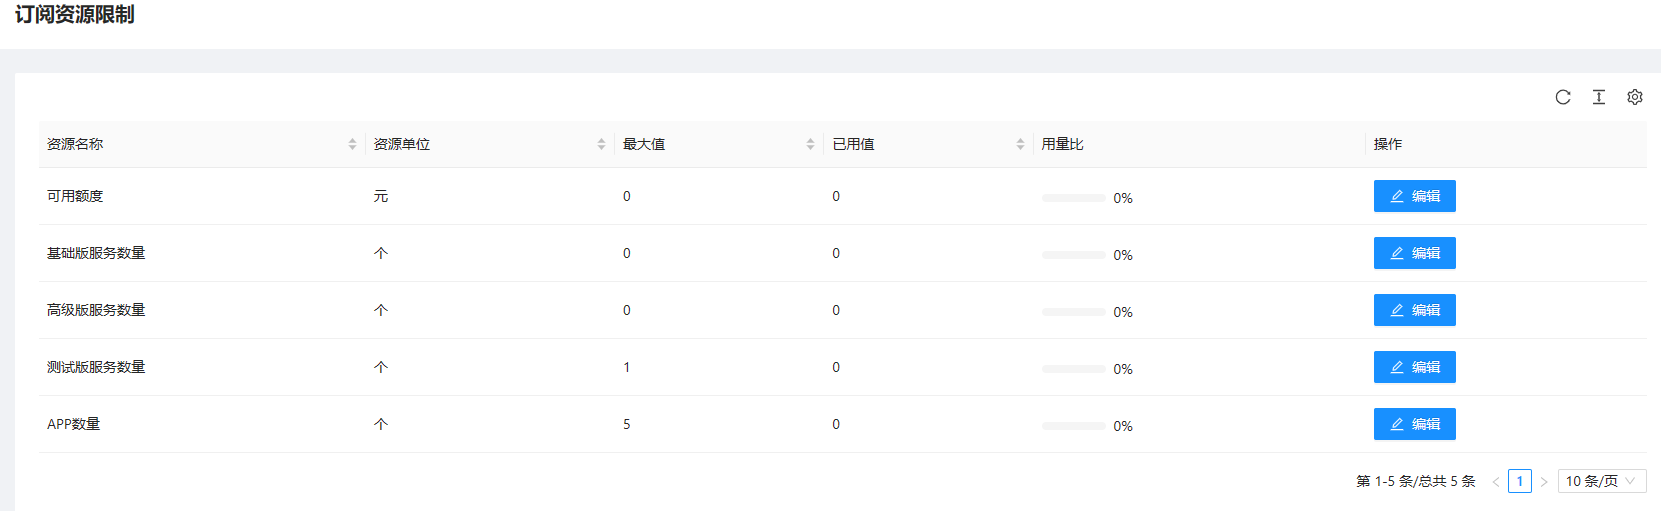 订阅资源限制
资源名称 资源单位 最大值 已用值 用量比 操作
可用额度 元 0 0 0% 编辑
基础版服务数量 个 0 0 0% 编辑
高级版服务数量 个 0 0 0% 编辑
测试版服务数量 个 1 0 0% 编辑
APP数量 个 5 0 0% 编辑
第 1-5 条/总共 5 条 1 10 条/页